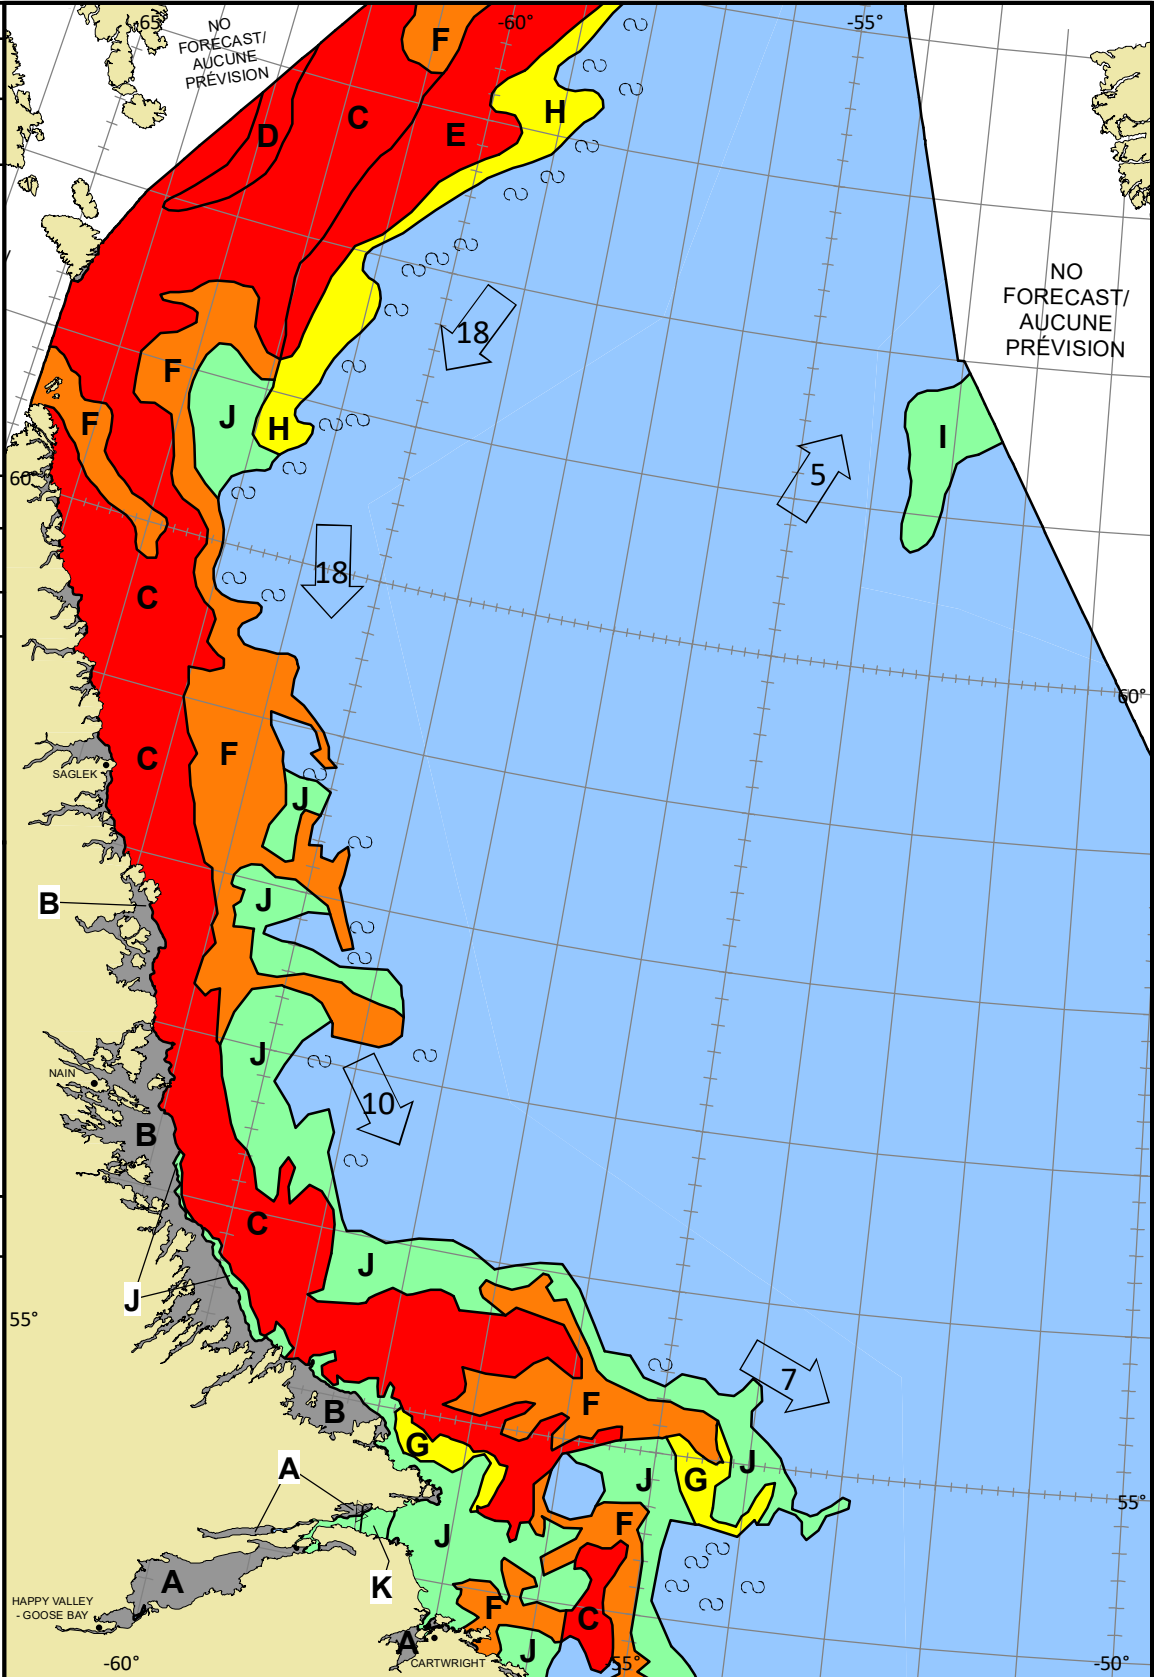 -65°
-60°
-55°
NO
FORECAST/
AUCUNE
PRÉVISION
F
C
D
E
H
NO
FORECAST/
AUCUNE
PRÉVISION
18
F
J
F
H
I
5
60°
18
C
60°
C
F
SAGLEK
J
B
J
NAIN
J
10
B
C
J
J
55°
7
F
B
G
A
J
G
J
55°
F
J
A
K
HAPPY VALLEY
- GOOSE BAY
F
C
A
J
CARTWRIGHT
-60°
-55°
-50°